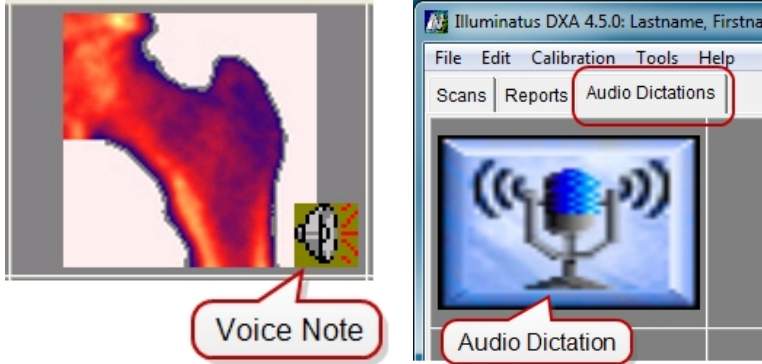 Voice Note
Illuminatus DXA 4.5.0: Lastname, Firstna
File Edit Calibration Tools Help
Scans Reports Audio Dictations
Audio Dictation